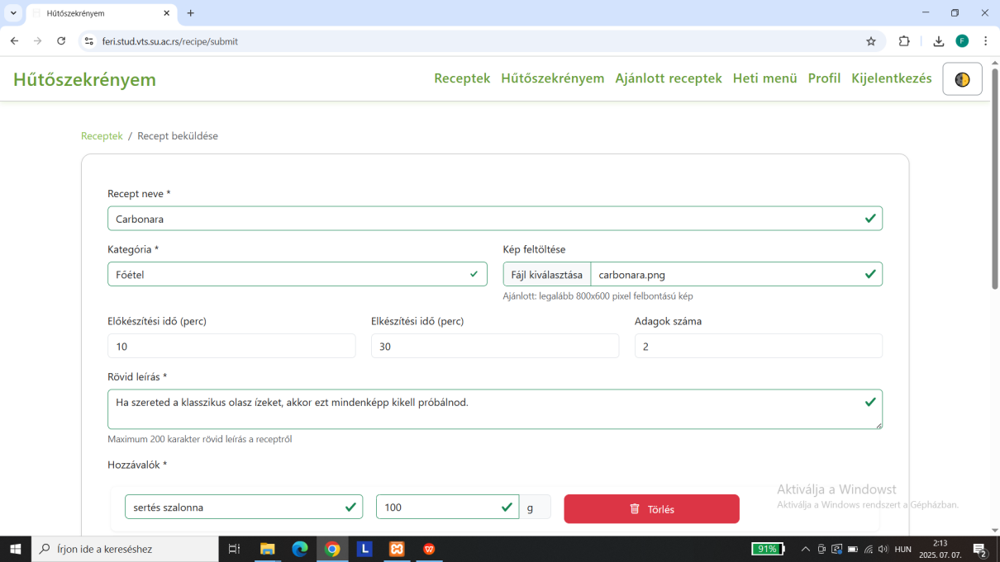 Hűtőszekrényem
feri.stud.vts.su.ac.rs/recipe/submit
F
Hűtőszekrényem
Receptek Hűtőszekrényem Ajánlott receptek Heti menü Profil Kijelentkezés
Receptek / Recept beküldése
Recept neve *
Carbonara
Kategória * Kép feltöltése
Főétel Fájl kiválasztása carbonara.png
Ajánlott: legalább 800x600 pixel felbontású kép
Előkészítési idő (perc) Elkészítési idő (perc) Adagok száma
10 30 2
Rövid leírás *
Ha szereted a klasszikus olasz ízeket, akkor ezt mindenképp kikell próbálnod.
Maximum 200 karakter rövid leírás a receptről
Hozzávalók *
Aktiválja a Windowst
Aktiválja a Windows rendszert a Gépházban.
sertés szalonna 100 g Törlés
Írjon ide a kereséshez L 91% HUN 2:13
2025. 07. 07. 2